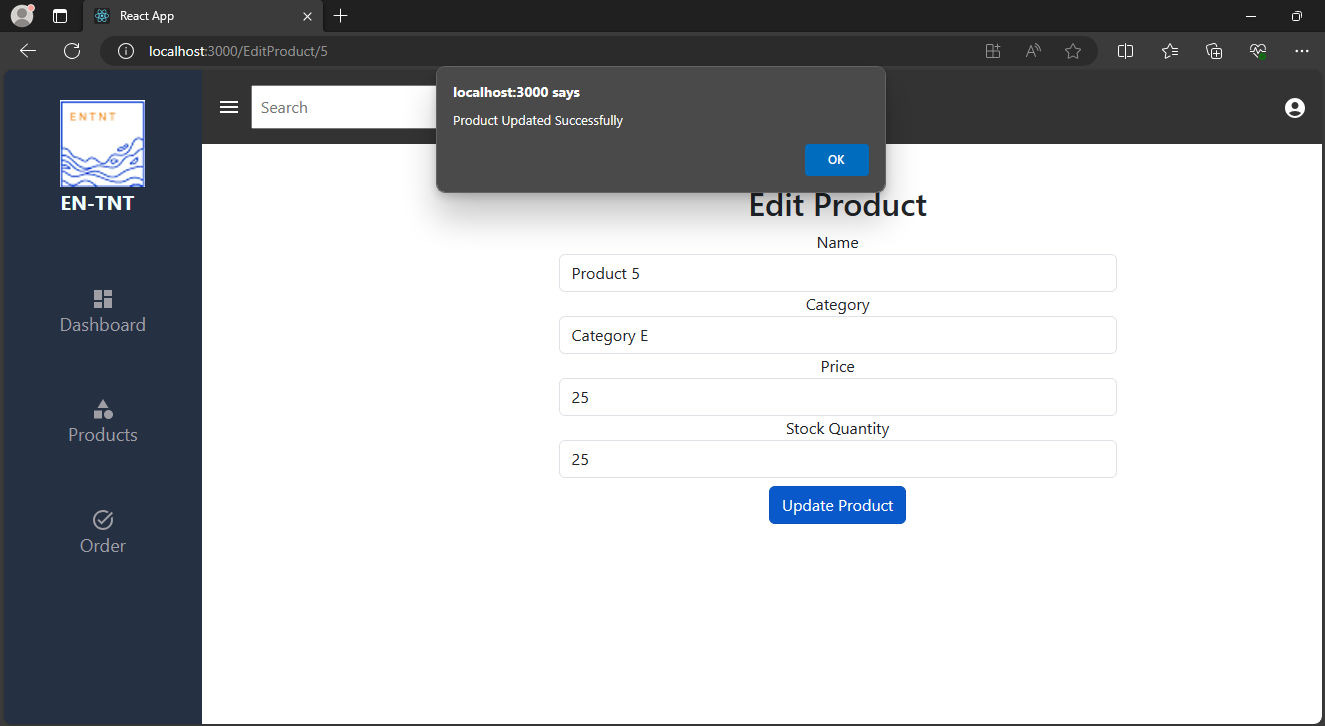 React App
localhost:3000/EditProduct/5
ENTNT
EN-TNT
Dashboard
Products
Order
Search
localhost:3000 says
Product Updated Successfully
OK
Edit Product
Name
Product 5
Category
Category E
Price
25
Stock Quantity
25
Update Product